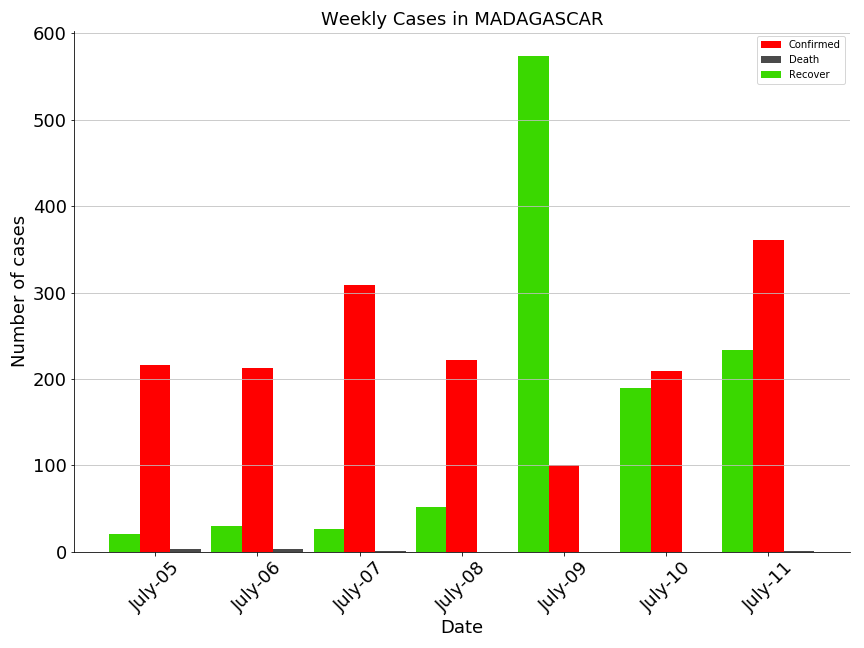 Weekly Cases in MADAGASCAR
Confirmed
Death
Recover
Number of cases
600
500
400
300
200
100
0
July-05
July-06
July-07
July-08
July-09
July-10
July-11
Date